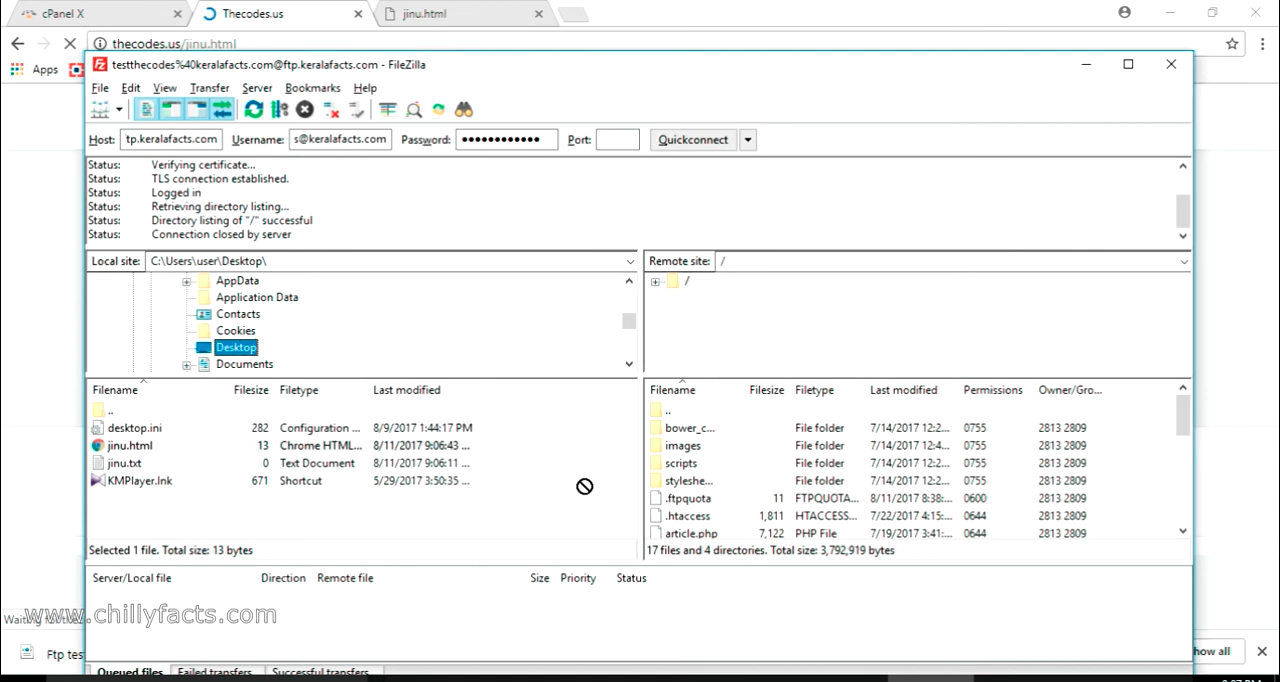 cPanel X
Thecodes.us
jinu.html
thecodes.us/jinu.html
Apps
testthecodes%40keralafacts.com@ftp.keralafacts.com - FileZilla
File Edit View Transfer Server Bookmarks Help
Host: tp.keralafacts.com Username: s@keralafacts.com Password: •••••••••••• Port: Quickconnect
Status: Verifying certificate...
Status: TLS connection established.
Status: Logged in
Status: Retrieving directory listing...
Status: Directory listing of "/" successful
Status: Connection closed by server
Local site: C:\Users\user\Desktop\
Remote site: /
AppData
Application Data
Contacts
Cookies
Desktop
Documents
/
Filename Filesize Filetype Last modified
..
desktop.ini 282 Configuration ... 8/9/2017 1:44:17 PM
jinu.html 13 Chrome HTML... 8/11/2017 9:06:43 ...
jinu.txt 0 Text Document 8/11/2017 9:06:11 ...
KMPlayer.lnk 671 Shortcut 5/29/2017 3:50:35 ...
Selected 1 file. Total size: 13 bytes
Filename Filesize Filetype Last modified Permissions Owner/Gro...
..
bower_c... File folder 7/14/2017 12:2... 0755 2813 2809
images File folder 7/14/2017 12:4... 0755 2813 2809
scripts File folder 7/14/2017 12:2... 0755 2813 2809
styleshe... File folder 7/14/2017 12:2... 0755 2813 2809
.ftpquota 11 FTPQUOTA... 8/11/2017 8:38:... 0600 2813 2809
.htaccess 1,811 HTACCESS... 7/22/2017 4:15:... 0644 2813 2809
article.php 7,122 PHP File 7/19/2017 3:41:... 0644 2813 2809
17 files and 4 directories. Total size: 3,792,919 bytes
Server/Local file Direction Remote file Size Priority Status
www.chillyfacts.com
Waiting
Ftp tes
how all
Queued files Failed transfers Successful transfers